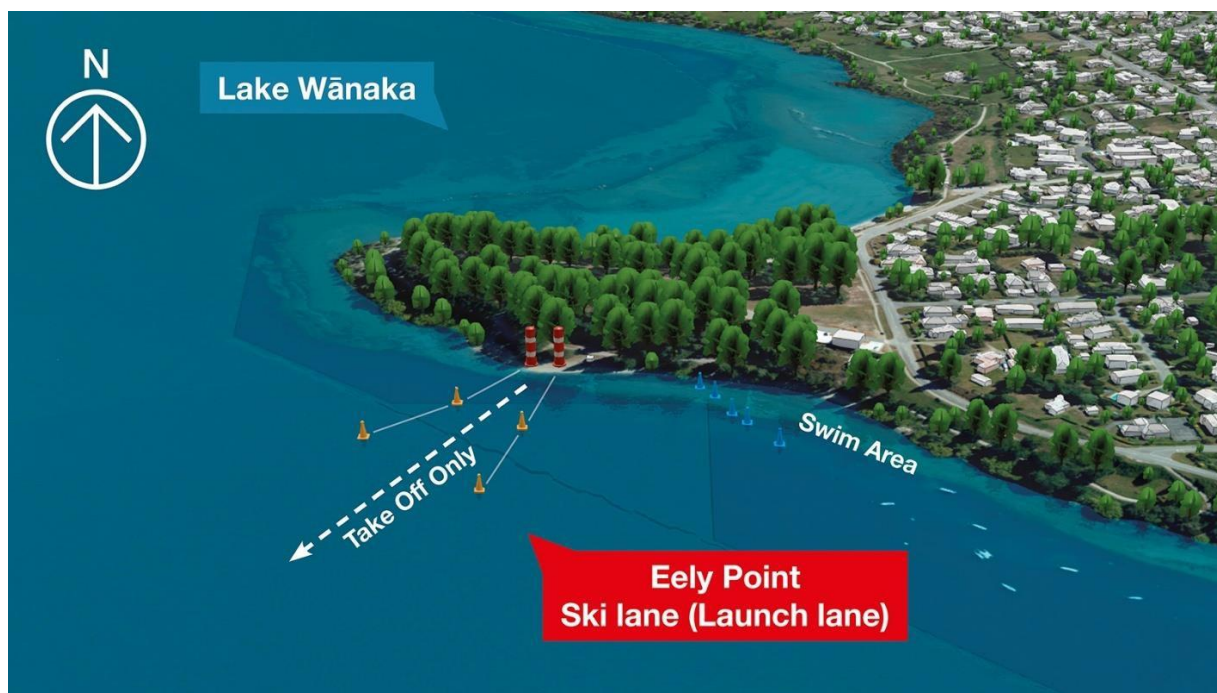 N
Lake Wānaka
Swim Area
Take Off Only
Eely Point
Ski lane (Launch lane)